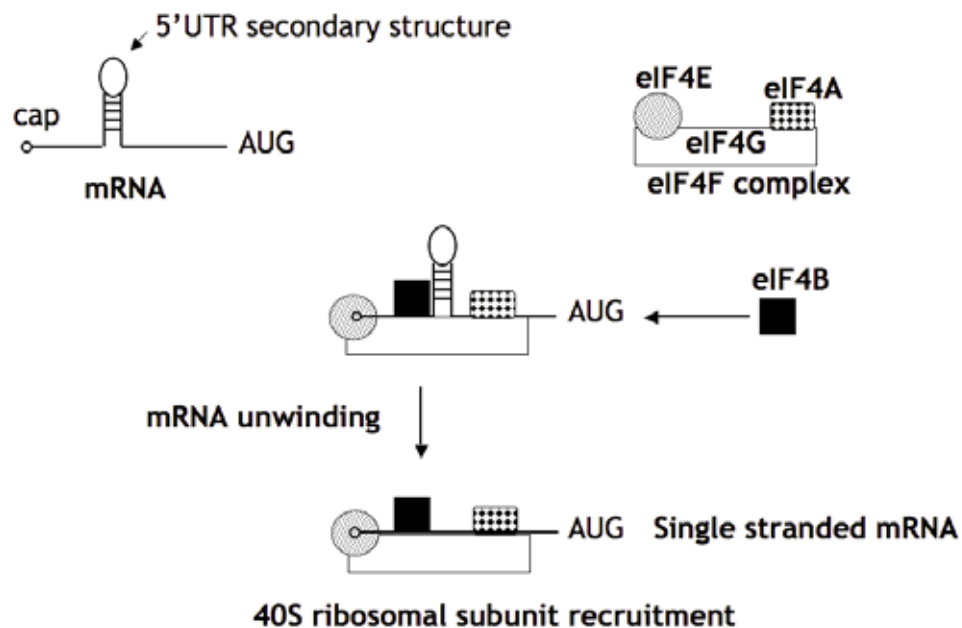 5'UTR secondary structure
cap
AUG
mRNA
eIF4E
eIF4A
eIF4G
eIF4F complex
AUG
eIF4B
mRNA unwinding
AUG
Single stranded mRNA
40S ribosomal subunit recruitment